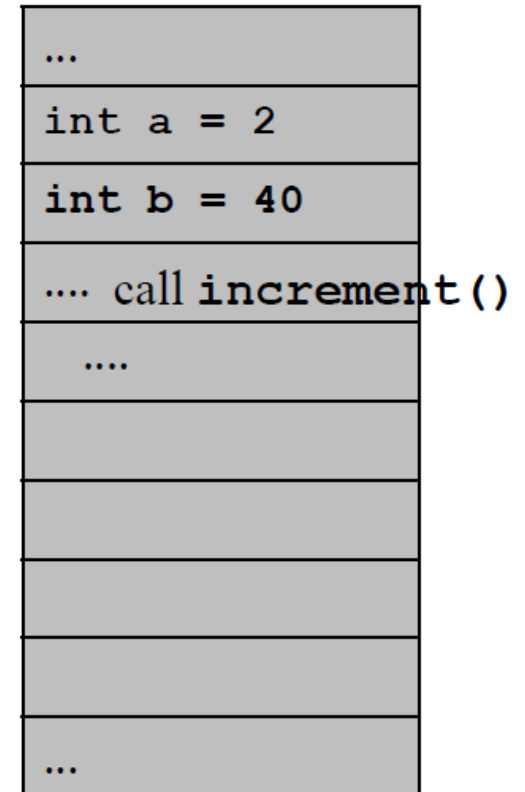 ...
int a = 2
int b = 40
.... call increment()
....
...